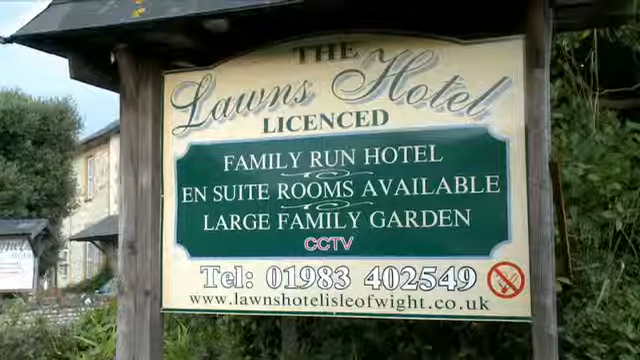 THE
Lawns Hotel
LICENCED
FAMILY RUN HOTEL
EN SUITE ROOMS AVAILABLE
LARGE FAMILY GARDEN
CCTV
Tel: 01983 402549
www.lawnshotelisleofwight.co.uk